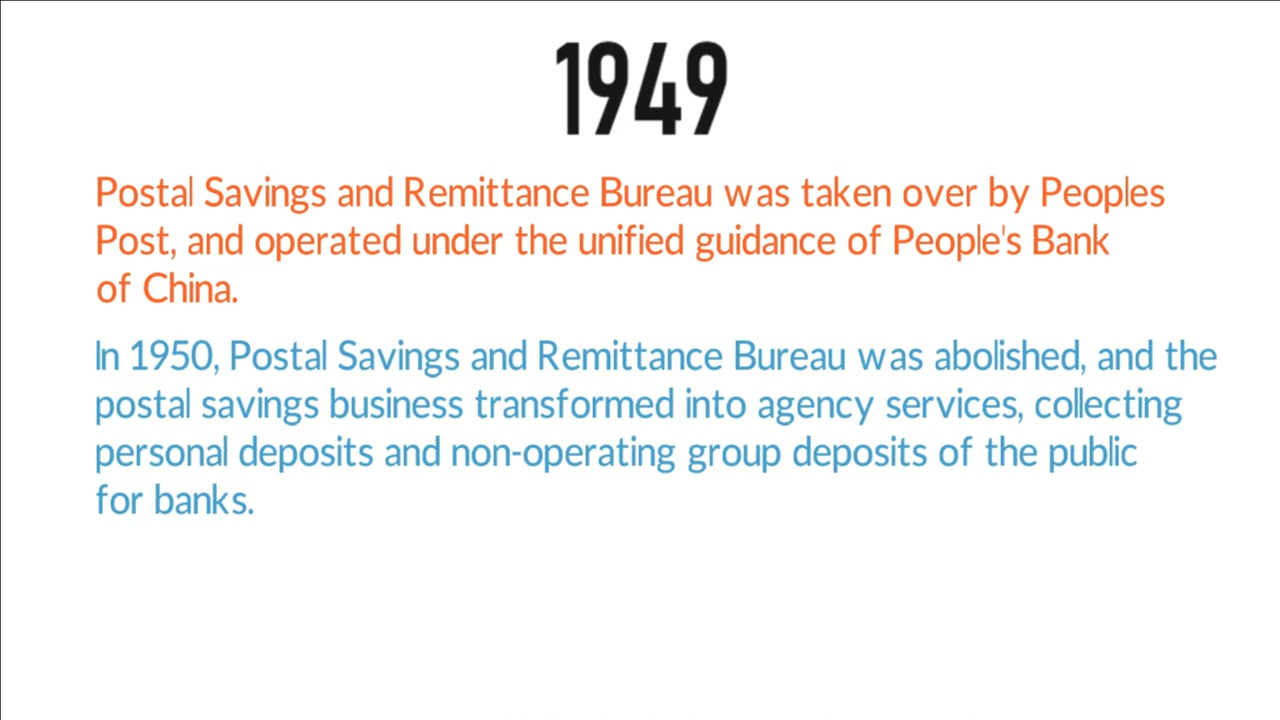 1949
Postal Savings and Remittance Bureau was taken over by Peoples
Post, and operated under the unified guidance of People's Bank
of China.
In 1950, Postal Savings and Remittance Bureau was abolished, and the
postal savings business transformed into agency services, collecting
personal deposits and non-operating group deposits of the public
for banks.